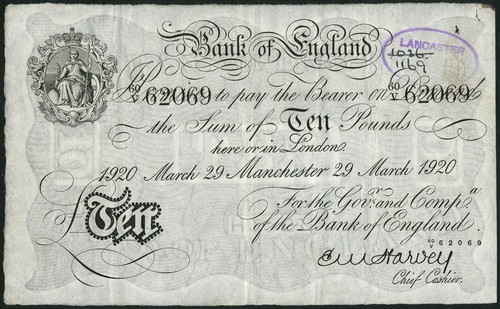 Bank of England
LANCASTER
1026
1169
60/V 62069 to pay the Bearer on 60/V 62069
the Sum of Ten Pounds
here or in London.
1920 March 29 Manchester 29 March 1920
For the Govr. and Compa.
of the Bank of England.
60/V 62069
£Ten
E M Harvey
Chief Cashier.